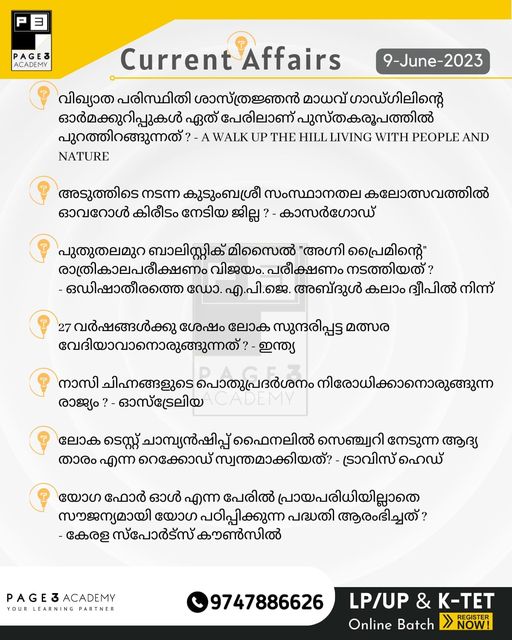 P 3
PAGE3
ACADEMY
Current Affairs
9-June-2023
വിഖ്യാത പരിസ്ഥിതി ശാസ്ത്രജ്ഞൻ മാധവ് ഗാഡ്ഗിലിന്റെ
ഓർമക്കുറിപ്പുകൾ ഏത് പേരിലാണ് പുസ്തകരൂപത്തിൽ
പുറത്തിറങ്ങുന്നത് ? - A WALK UP THE HILL LIVING WITH PEOPLE AND
NATURE
അടുത്തിടെ നടന്ന കുടുംബശ്രീ സംസ്ഥാനതല കലോത്സവത്തിൽ
ഓവറോൾ കിരീടം നേടിയ ജില്ല ? - കാസർഗോഡ്
പുതുതലമുറ ബാലിസ്റ്റിക് മിസൈൽ "അഗ്നി പ്രൈമിന്റെ"
രാത്രികാലപരീക്ഷണം വിജയം. പരീക്ഷണം നടത്തിയത് ?
- ഒഡിഷാതീരത്തെ ഡോ. എ.പി.ജെ. അബ്ദുൾ കലാം ദ്വീപിൽ നിന്ന്
27 വർഷങ്ങൾക്കു ശേഷം ലോക സുന്ദരിപ്പട്ട മത്സര
വേദിയാവാനൊരുങ്ങുന്നത് ? - ഇന്ത്യ
നാസി ചിഹ്നങ്ങളുടെ പൊതുപ്രദർശനം നിരോധിക്കാനൊരുങ്ങുന്ന
രാജ്യം ? - ഓസ്ട്രേലിയ
PAGE 3
ACADEMY
ലോക ടെസ്റ്റ് ചാമ്പ്യൻഷിപ്പ് ഫൈനലിൽ സെഞ്ച്വറി നേടുന്ന ആദ്യ
താരം എന്ന റെക്കോഡ് സ്വന്തമാക്കിയത്? - ട്രാവിസ് ഹെഡ്
യോഗ ഫോർ ഓൾ എന്ന പേരിൽ പ്രായപരിധിയില്ലാതെ
സൗജന്യമായി യോഗ പഠിപ്പിക്കുന്ന പദ്ധതി ആരംഭിച്ചത് ?
- കേരള സ്പോർട്സ് കൗൺസിൽ
PAGE3 ACADEMY
YOUR LEARNING PARTNER
9747886626
LP/UP & K-TET
Online Batch
REGISTER
NOW!